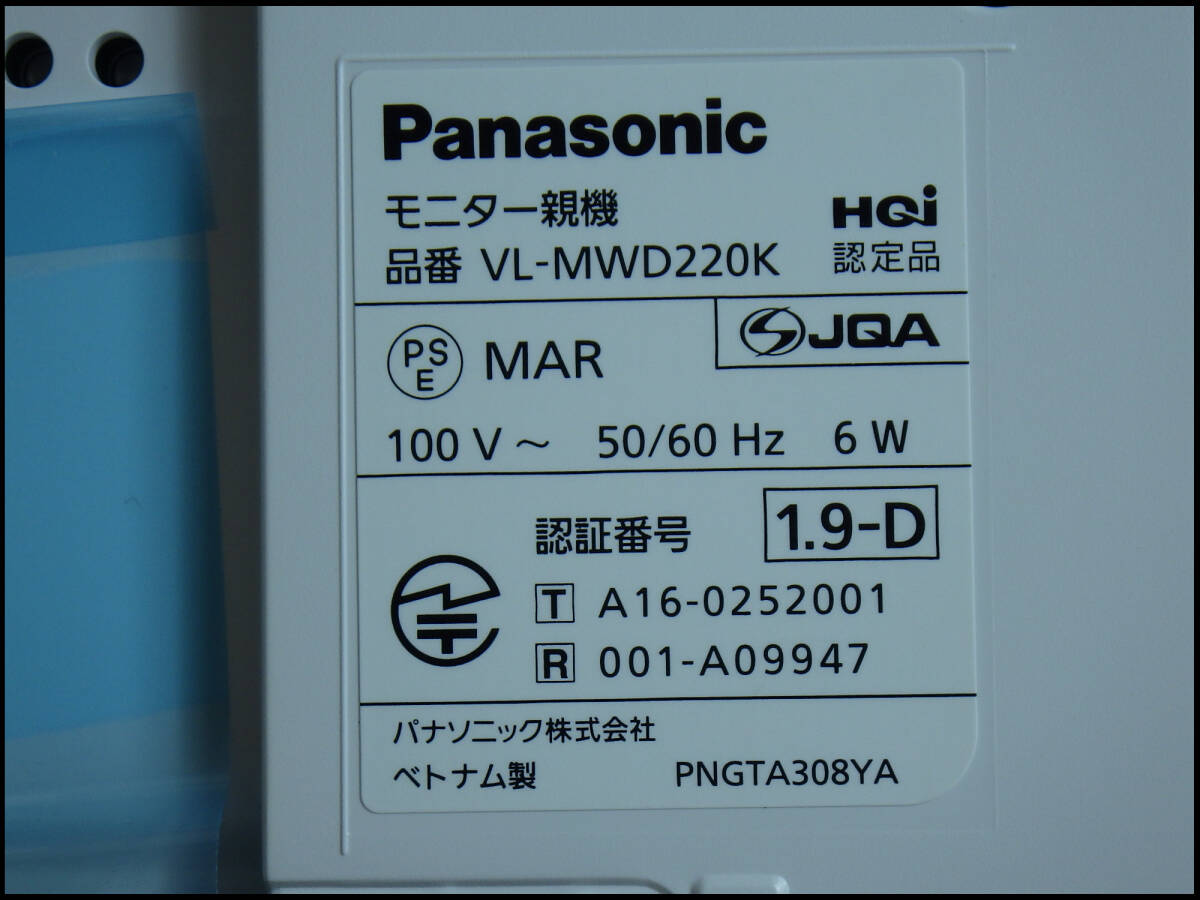 Panasonic
モニター親機
品番 VL-MWD220K
HQi
認定品
PSE MAR
JQA
100 V ～ 50/60 Hz 6 W
認証番号 1.9-D
T A16-0252001
R 001-A09947
パナソニック株式会社
ベトナム製 PNGTA308YA